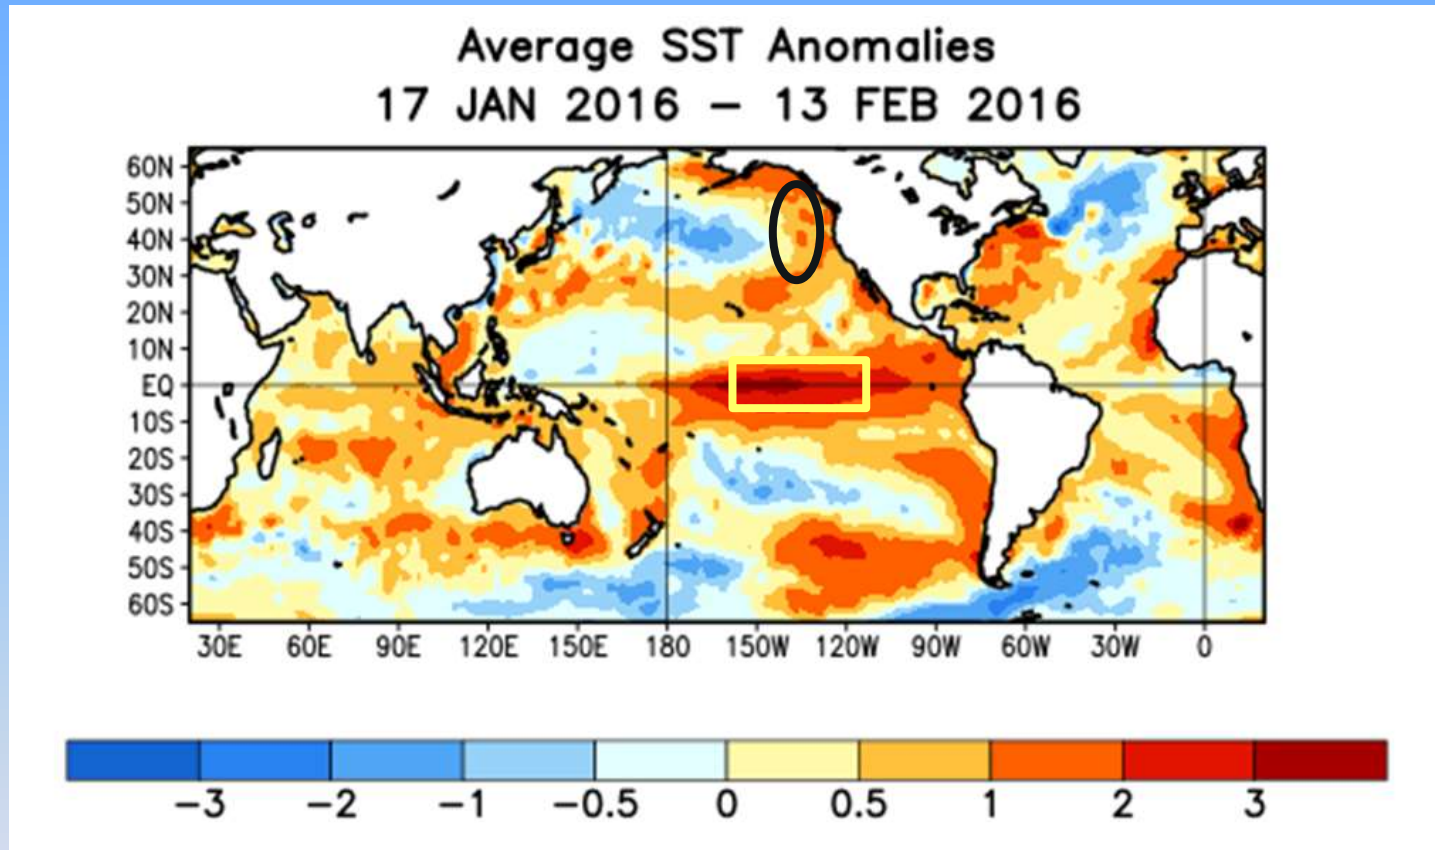 Average SST Anomalies
17 JAN 2016 – 13 FEB 2016
60N
50N
40N
30N
20N
10N
EQ
10S
20S
30S
40S
50S
60S
30E 60E 90E 120E 150E 180 150W 120W 90W 60W 30W 0
−3 −2 −1 −0.5 0 0.5 1 2 3